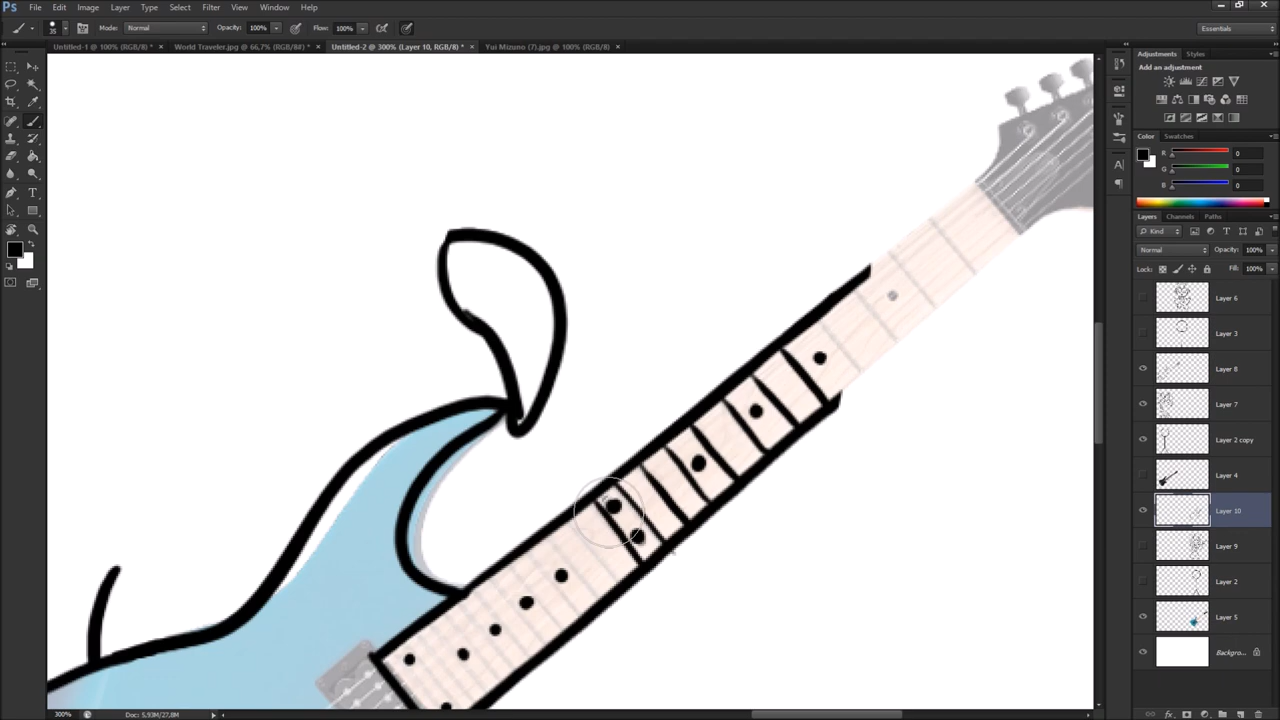 Ps File Edit Image Layer Type Select Filter View Window Help
35 Mode: Normal Opacity: 100% Flow: 100% Essentials
Untitled-1 @ 100% (RGB/8) * × World Traveler.jpg @ 66,7% (RGB/8#) * × Untitled-2 @ 300% (Layer 10, RGB/8) * × Yui Mizuno (7).jpg @ 100% (RGB/8) ×
Adjustments Styles
Add an adjustment
Color Swatches
R 0
G 0
B 0
Layers Channels Paths
Kind
Normal Opacity: 100%
Lock: Fill: 100%
Layer 6
Layer 3
Layer 8
Layer 7
Layer 2 copy
Layer 4
Layer 10
Layer 9
Layer 2
Layer 5
Backgro...
300% Doc: 5,93M/27,0M